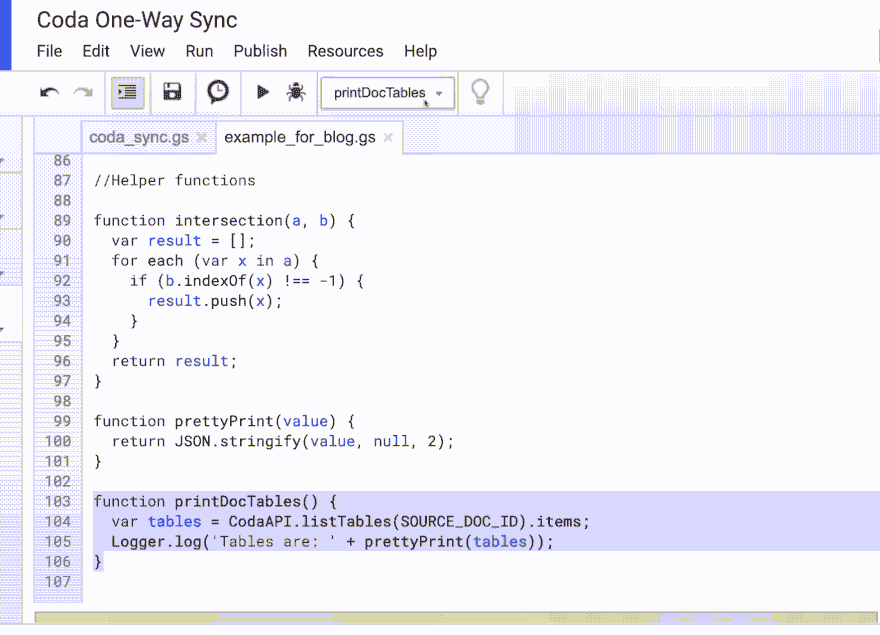 Coda One-Way Sync
File Edit View Run Publish Resources Help
printDocTables
coda_sync.gs × example_for_blog.gs ×
86
87 //Helper functions
88
89 function intersection(a, b) {
90   var result = [];
91   for each (var x in a) {
92     if (b.indexOf(x) !== -1) {
93       result.push(x);
94     }
95   }
96   return result;
97 }
98
99 function prettyPrint(value) {
100   return JSON.stringify(value, null, 2);
101 }
102
103 function printDocTables() {
104   var tables = CodaAPI.listTables(SOURCE_DOC_ID).items;
105   Logger.log('Tables are: ' + prettyPrint(tables));
106 }
107